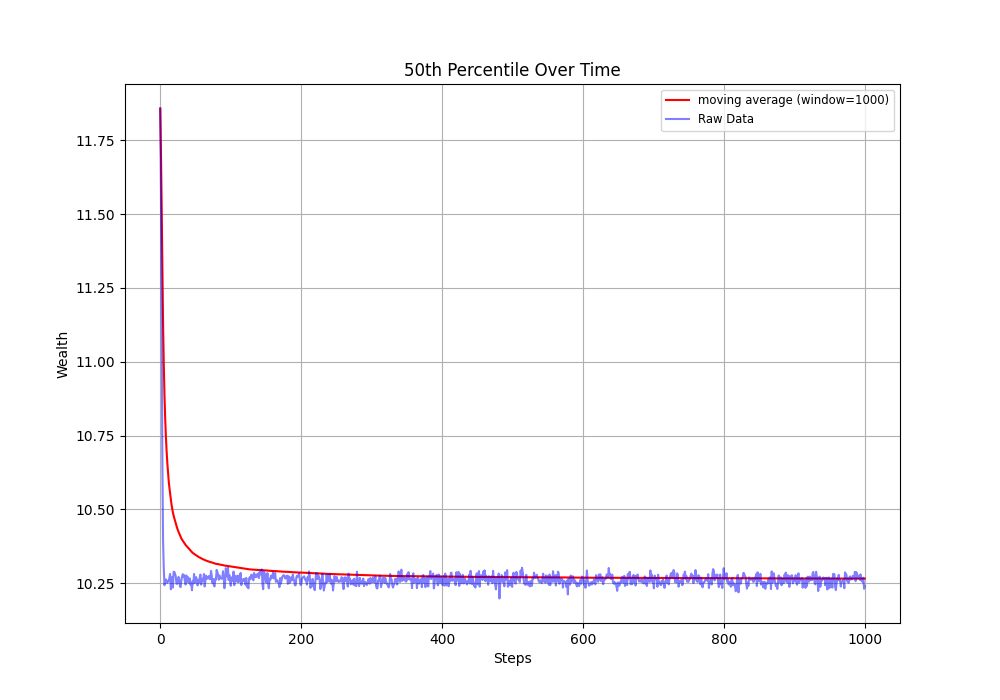 50th Percentile Over Time
moving average (window=1000)
Raw Data
11.75
11.50
11.25
11.00
10.75
10.50
10.25
Wealth
0
200
400
600
800
1000
Steps